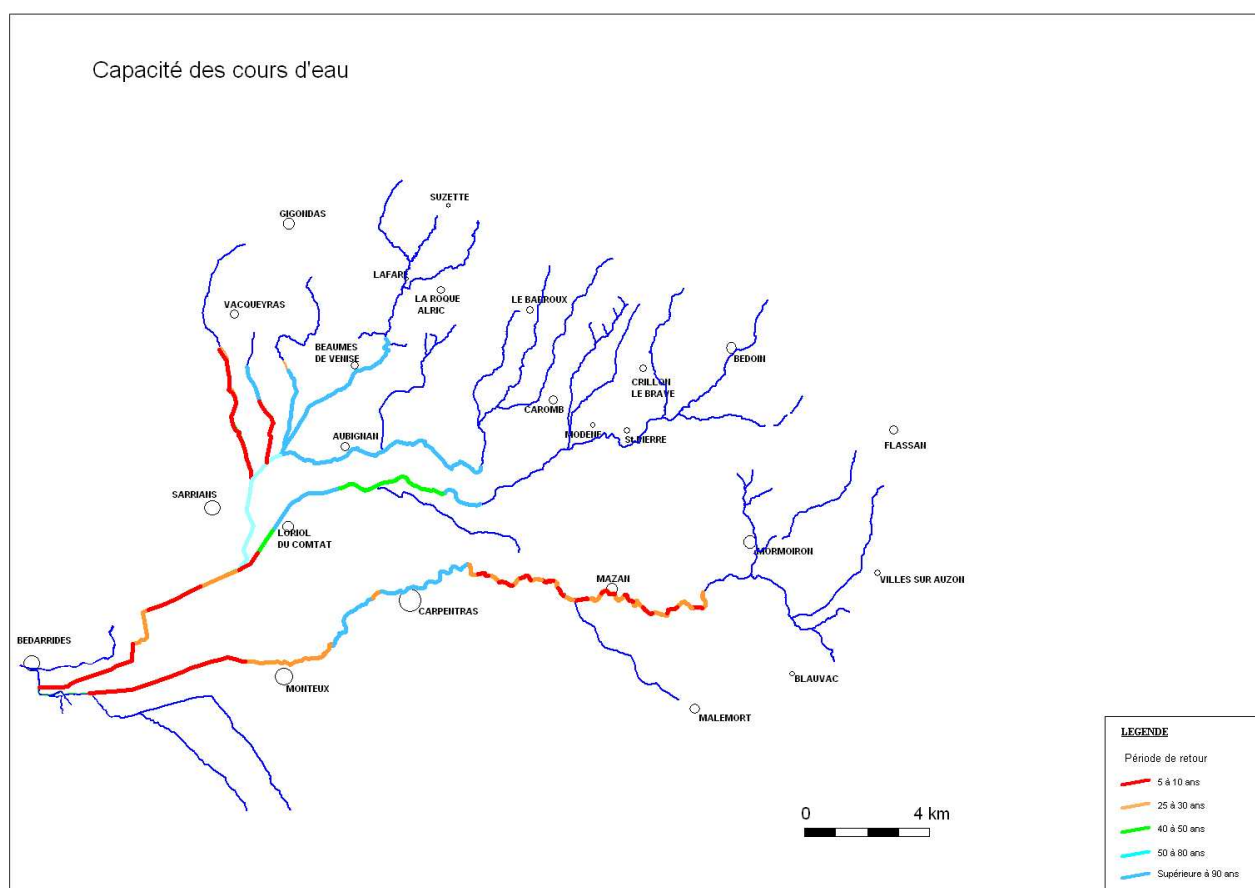 Capacité des cours d'eau
SUZETTE
GIGONDAS
LAFARE
LA ROQUE
ALRIC
VACQUEYRAS
LE BARROUX
BEAUMES
DE VENISE
BEDOIN
CRILLON
LE BRAVE
CAROMB
MODENE
St PIERRE
AUBIGNAN
FLASSAN
SARRIANS
LORIOL
DU COMTAT
MORMOIRON
MAZAN
VILLES SUR AUZON
CARPENTRAS
BEDARRIDES
MONTEUX
BLAUVAC
MALEMORT
LEGENDE
Période de retour
5 à 10 ans
25 à 30 ans
40 à 50 ans
50 à 80 ans
Supérieure à 90 ans
0 4 km